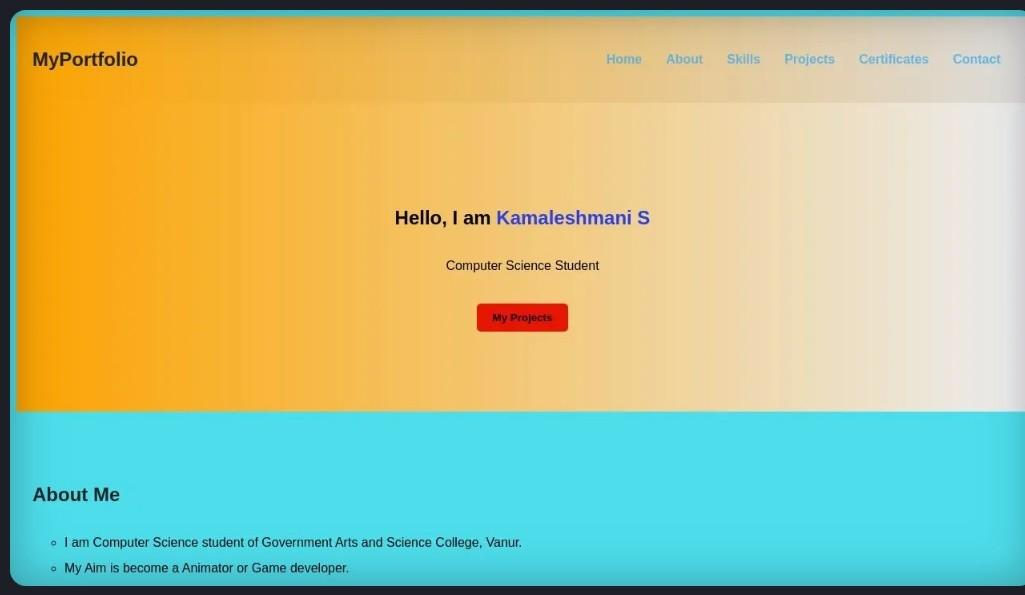 MyPortfolio
Home About Skills Projects Certificates Contact
Hello, I am Kamaleshmani S
Computer Science Student
My Projects
About Me
I am Computer Science student of Government Arts and Science College, Vanur.
My Aim is become a Animator or Game developer.